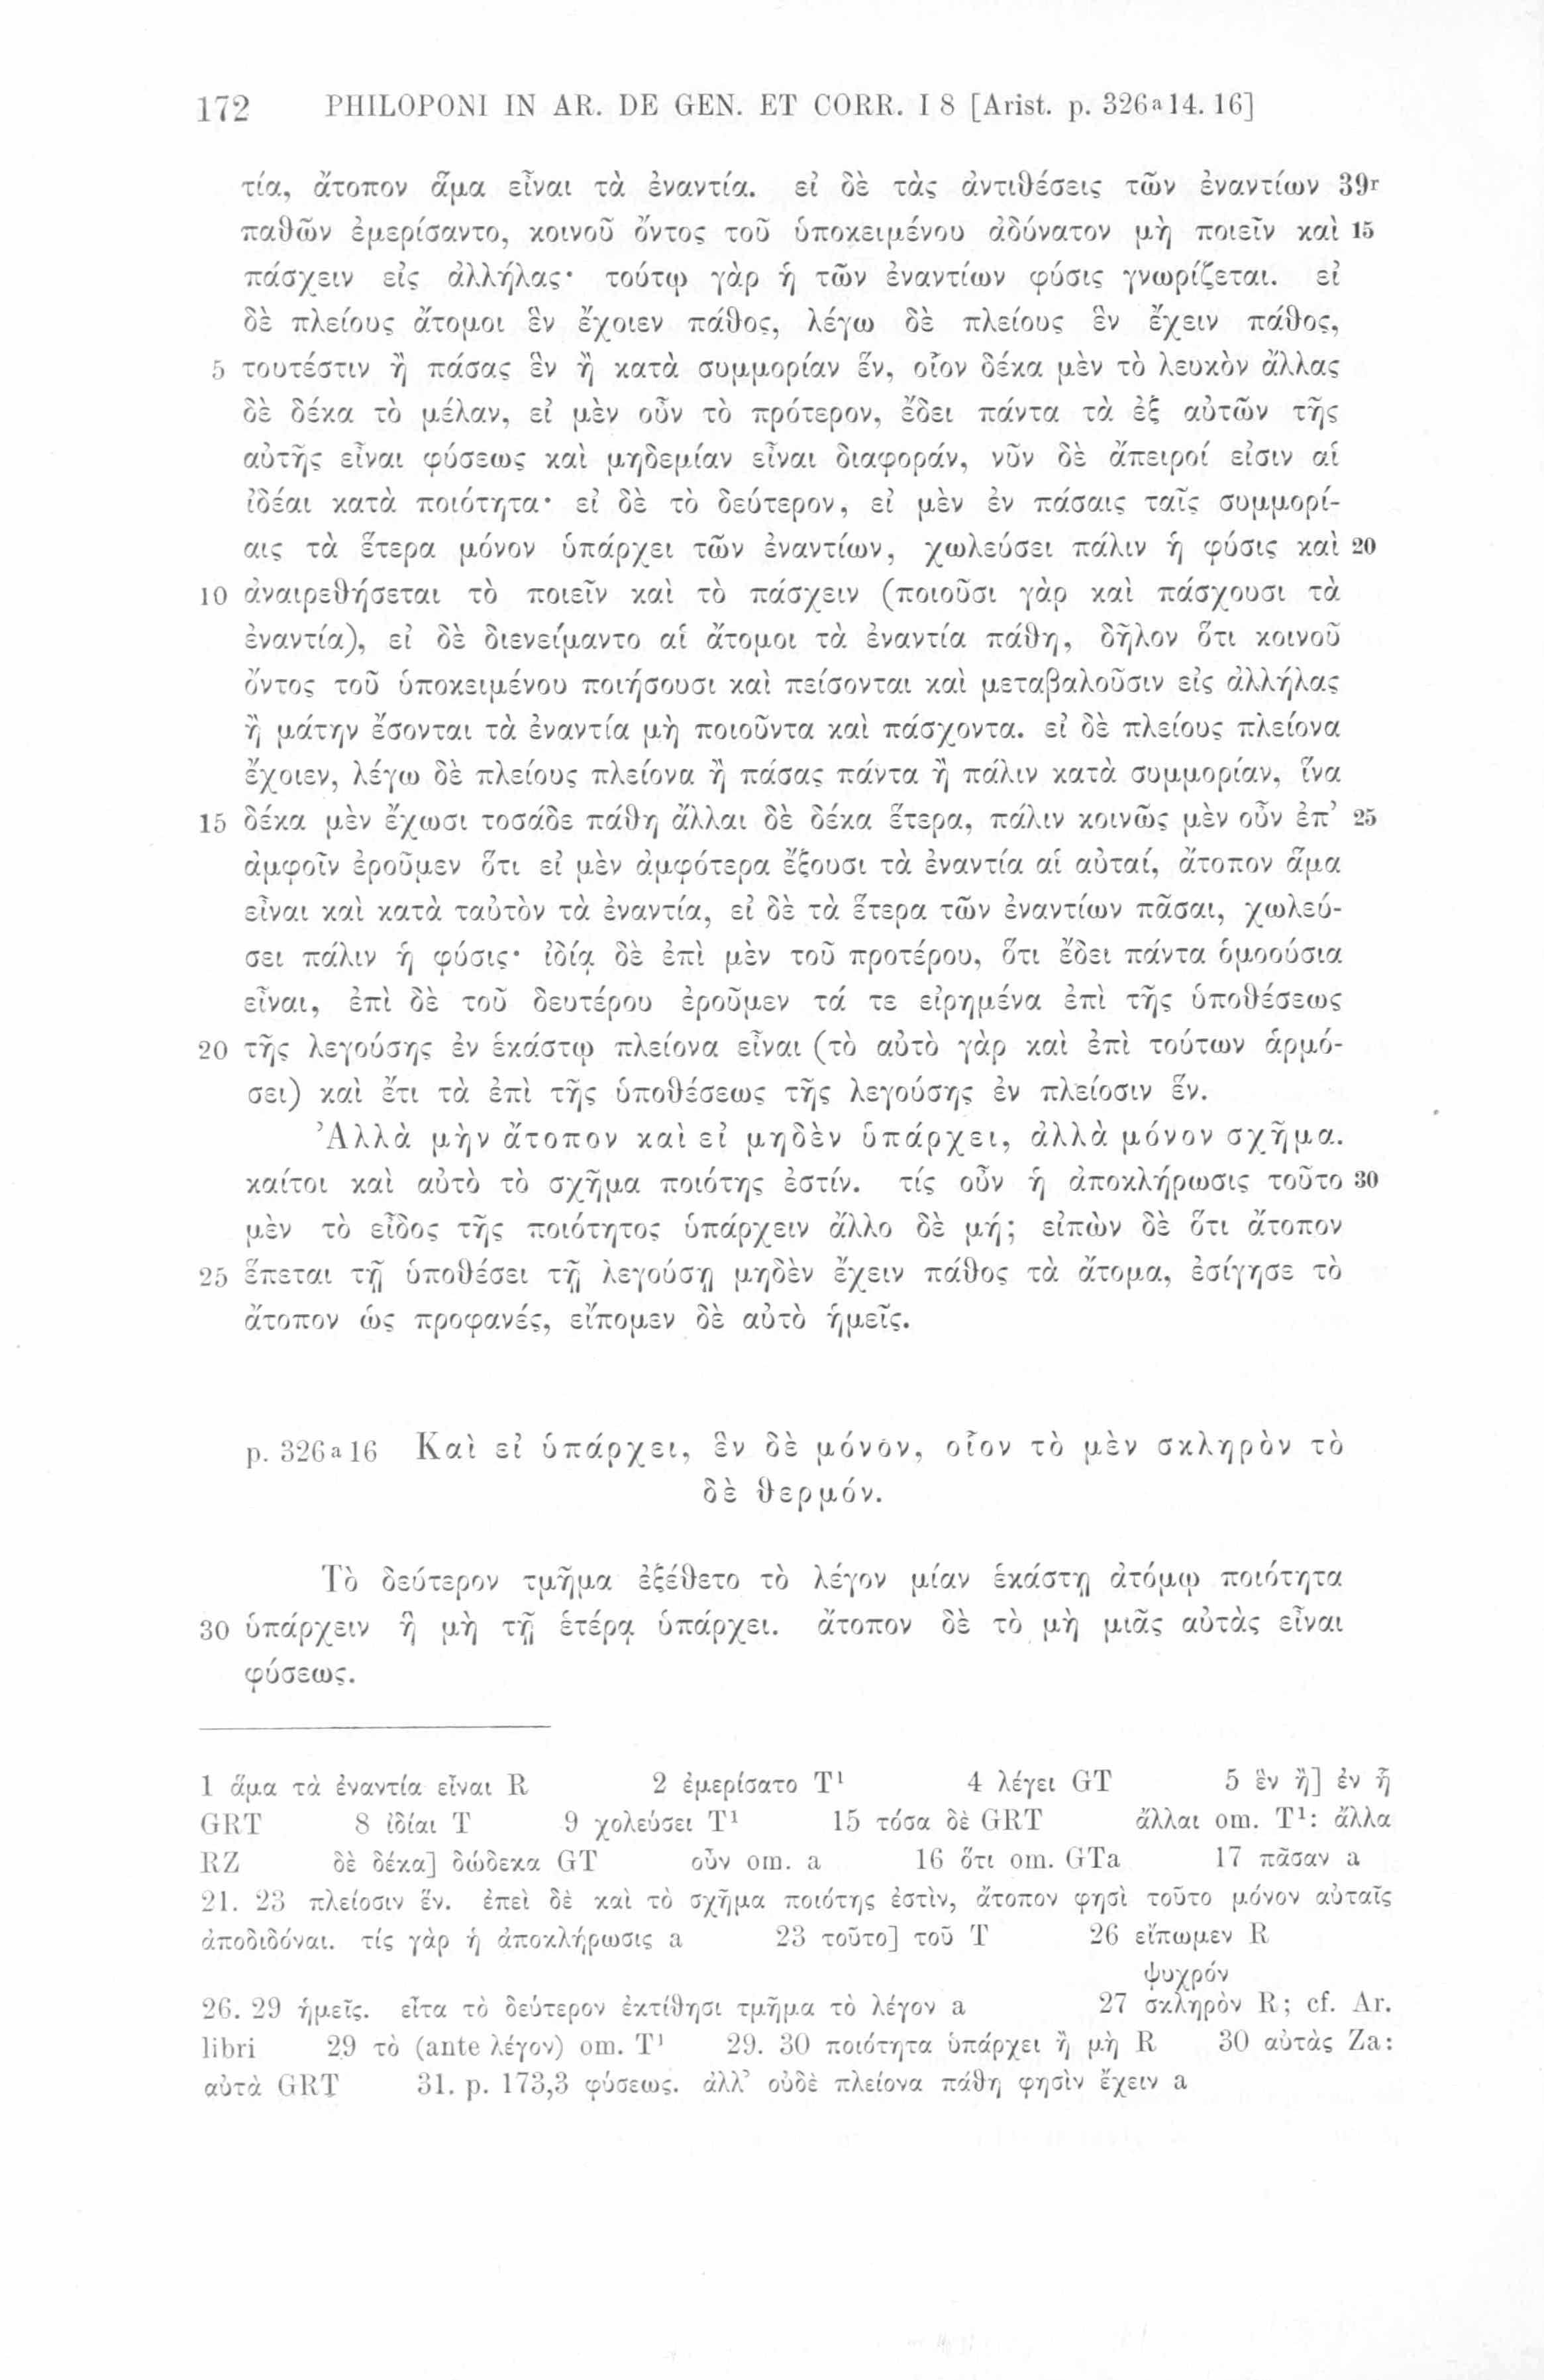 172 PHILOPONI IN AR. DE GEN. ET CORR. I 8 [Arist. p. 326a14. 16]
τία, ἄτοπον ἅμα εἶναι τὰ ἐναντία. εἰ δὲ τὰς ἀντιθέσεις τῶν ἐναντίων 39r
παθῶν ἐμερίσαντο, κοινοῦ ὄντος τοῦ ὑποκειμένου ἀδύνατον μὴ ποιεῖν καὶ 15
πάσχειν εἰς ἀλλήλας· τούτῳ γὰρ ἡ τῶν ἐναντίων φύσις γνωρίζεται. εἰ
δὲ πλείους ἄτομοι ἓν ἔχοιεν πάθος, λέγω δὲ πλείους ἓν ἔχειν πάθος,
5 τουτέστιν ἢ πάσας ἓν ἢ κατὰ συμμορίαν ἕν, οἷον δέκα μὲν τὸ λευκὸν ἄλλας
δὲ δέκα τὸ μέλαν, εἰ μὲν οὖν τὸ πρότερον, ἔδει πάντα τὰ ἐξ αὐτῶν τῆς
αὐτῆς εἶναι φύσεως καὶ μηδεμίαν εἶναι διαφοράν, νῦν δὲ ἄπειροί εἰσιν αἱ
ἰδέαι κατὰ ποιότητα· εἰ δὲ τὸ δεύτερον, εἰ μὲν ἐν πάσαις ταῖς συμμορί-
αις τὰ ἕτερα μόνον ὑπάρχει τῶν ἐναντίων, χωλεύσει πάλιν ἡ φύσις καὶ 20
10 ἀναιρεθήσεται τὸ ποιεῖν καὶ τὸ πάσχειν (ποιοῦσι γὰρ καὶ πάσχουσι τὰ
ἐναντία), εἰ δὲ διενείμαντο αἱ ἄτομοι τὰ ἐναντία πάθη, δῆλον ὅτι κοινοῦ
ὄντος τοῦ ὑποκειμένου ποιήσουσι καὶ πείσονται καὶ μεταβαλοῦσιν εἰς ἀλλήλας
ἢ μάτην ἔσονται τὰ ἐναντία μὴ ποιοῦντα καὶ πάσχοντα. εἰ δὲ πλείους πλείονα
ἔχοιεν, λέγω δὲ πλείους πλείονα ἢ πάσας πάντα ἢ πάλιν κατὰ συμμορίαν, ἵνα
15 δέκα μὲν ἔχωσι τοσάδε πάθη ἄλλαι δὲ δέκα ἕτερα, πάλιν κοινῶς μὲν οὖν ἐπ’ 25
ἀμφοῖν ἐροῦμεν ὅτι εἰ μὲν ἀμφότερα ἕξουσι τὰ ἐναντία αἱ αὐταί, ἄτοπον ἅμα
εἶναι καὶ κατὰ ταὐτὸν τὰ ἐναντία, εἰ δὲ τὰ ἕτερα τῶν ἐναντίων πᾶσαι, χωλεύ-
σει πάλιν ἡ φύσις· ἰδίᾳ δὲ ἐπὶ μὲν τοῦ προτέρου, ὅτι ἔδει πάντα ὁμοούσια
εἶναι, ἐπὶ δὲ τοῦ δευτέρου ἐροῦμεν τά τε εἰρημένα ἐπὶ τῆς ὑποθέσεως
20 τῆς λεγούσης ἐν ἑκάστῳ πλείονα εἶναι (τὸ αὐτὸ γὰρ καὶ ἐπὶ τούτων ἁρμό-
σει) καὶ ἔτι τὰ ἐπὶ τῆς ὑποθέσεως τῆς λεγούσης ἐν πλείοσιν ἕν.
Ἀλλὰ μὴν ἄτοπον καὶ εἰ μηδὲν ὑπάρχει, ἀλλὰ μόνον σχῆμα.
καίτοι καὶ αὐτὸ τὸ σχῆμα ποιότης ἐστίν. τίς οὖν ἡ ἀποκλήρωσις τοῦτο 30
μὲν τὸ εἶδος τῆς ποιότητος ὑπάρχειν ἄλλο δὲ μή; εἰπὼν δὲ ὅτι ἄτοπον
25 ἕπεται τῇ ὑποθέσει τῇ λεγούσῃ μηδὲν ἔχειν πάθος τὰ ἄτομα, ἐσίγησε τὸ
ἄτοπον ὡς προφανές, εἴπομεν δὲ αὐτὸ ἡμεῖς.
p. 326a16 Καὶ εἰ ὑπάρχει, ἓν δὲ μόνον, οἷον τὸ μὲν σκληρὸν τὸ
δὲ θερμόν.
Τὸ δεύτερον τμῆμα ἐξέθετο τὸ λέγον μίαν ἑκάστῃ ἀτόμῳ ποιότητα
30 ὑπάρχειν ἣ μὴ τῇ ἑτέρᾳ ὑπάρχει. ἄτοπον δὲ τὸ μὴ μιᾶς αὐτὰς εἶναι
φύσεως.
1 ἅμα τὰ ἐναντία εἶναι R 2 ἐμερίσατο T¹ 4 λέγει GT 5 ἓν ἢ] ἐν ᾗ
GRT 8 ἰδίαι T 9 χολεύσει T¹ 15 τόσα δὲ GRT ἄλλαι om. T¹: ἄλλα
RZ δὲ δέκα] δώδεκα GT οὖν om. a 16 ὅτι om. GTa 17 πᾶσαν a
21. 23 πλείοσιν ἕν. ἐπεὶ δὲ καὶ τὸ σχῆμα ποιότης ἐστὶν, ἄτοπον φησὶ τοῦτο μόνον αὐταῖς
ἀποδιδόναι. τίς γὰρ ἡ ἀποκλήρωσις a 23 τοῦτο] τοῦ T 26 εἴπωμεν R
ψυχρόν
26. 29 ἡμεῖς. εἶτα τὸ δεύτερον ἐκτίθησι τμῆμα τὸ λέγον a 27 σκληρὸν R; cf. Ar.
libri 29 τὸ (ante λέγον) om. T¹ 29. 30 ποιότητα ὑπάρχει ἢ μὴ R 30 αὐτὰς Za:
αὐτὰ GRT 31. p. 173,3 φύσεως. ἀλλ’ οὐδὲ πλείονα πάθη φησὶν ἔχειν a